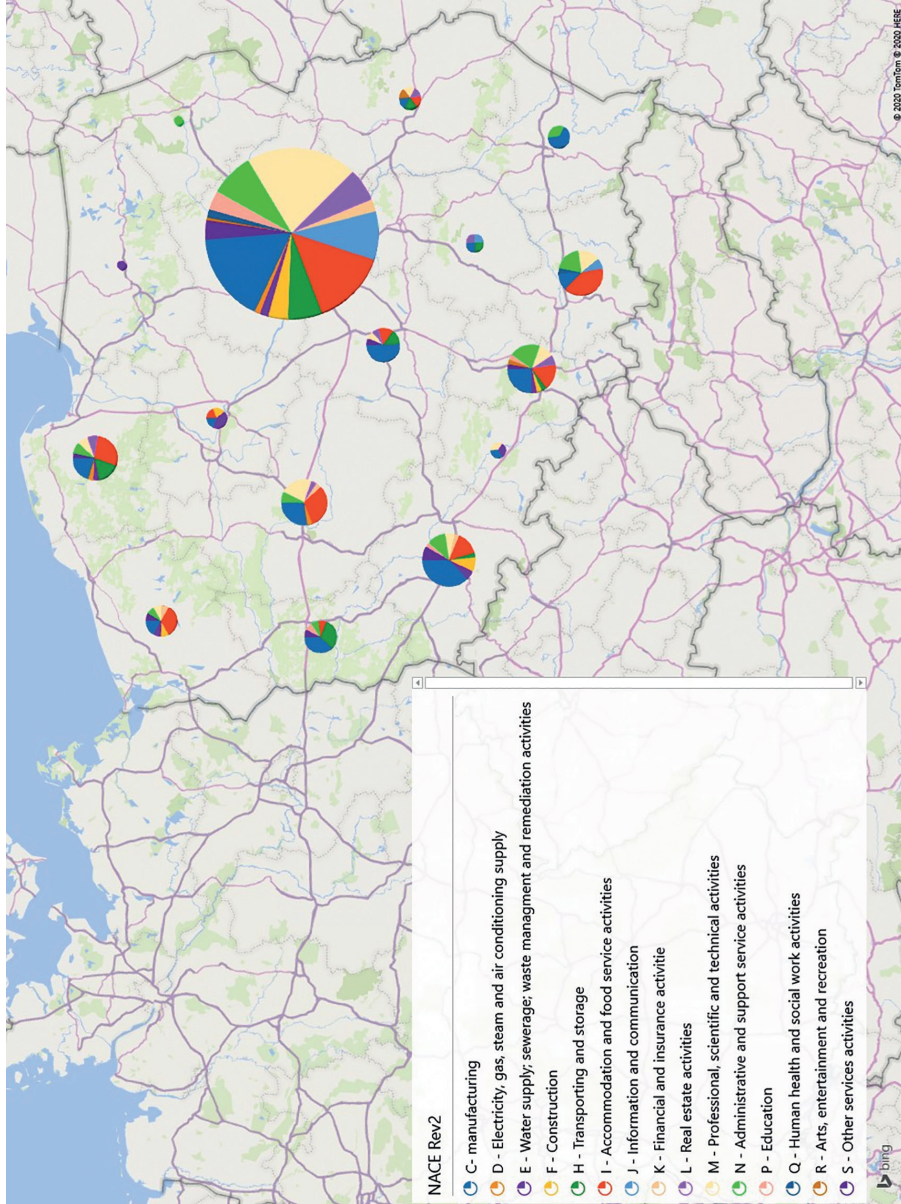 NACE Rev2
C- manufacturing
D - Electricity, gas, steam and air conditioning supply
E - Water supply; sewerage; waste managment and remediation activities
F - Construction
H - Transporting and storage
I - Accommodation and food service activities
J - Information and communication
K - Financial and insurance activitie
L - Real estate activities
M - Professional, scientific and technical activities
N - Administrative and support service activities
P - Education
Q - Human health and social work activities
R - Arts, entertainment and recreation
S - Other services activities
bing
© 2020 TomTom © 2020 HERE